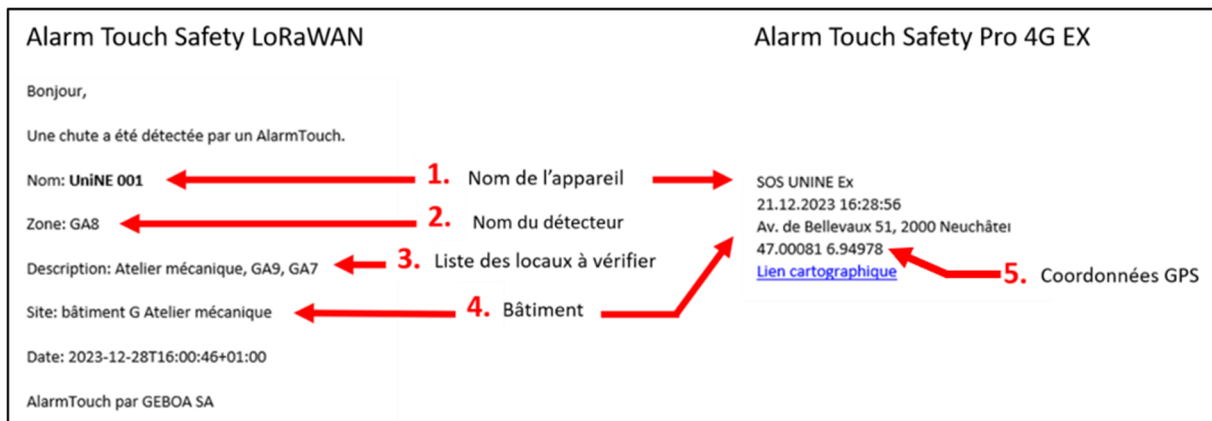 Alarm Touch Safety LoRaWAN
Alarm Touch Safety Pro 4G EX
Bonjour,
Une chute a été détectée par un AlarmTouch.
Nom: UniNE 001
1. Nom de l'appareil
SOS UNINE Ex
21.12.2023 16:28:56
Zone: GA8
2. Nom du détecteur
Av. de Bellevaux 51, 2000 Neuchâtel
47.00081 6.94978
Description: Atelier mécanique, GA9, GA7
3. Liste des locaux à vérifier
Lien cartographique
5. Coordonnées GPS
Site: bâtiment G Atelier mécanique
4. Bâtiment
Date: 2023-12-28T16:00:46+01:00
AlarmTouch par GEBOA SA